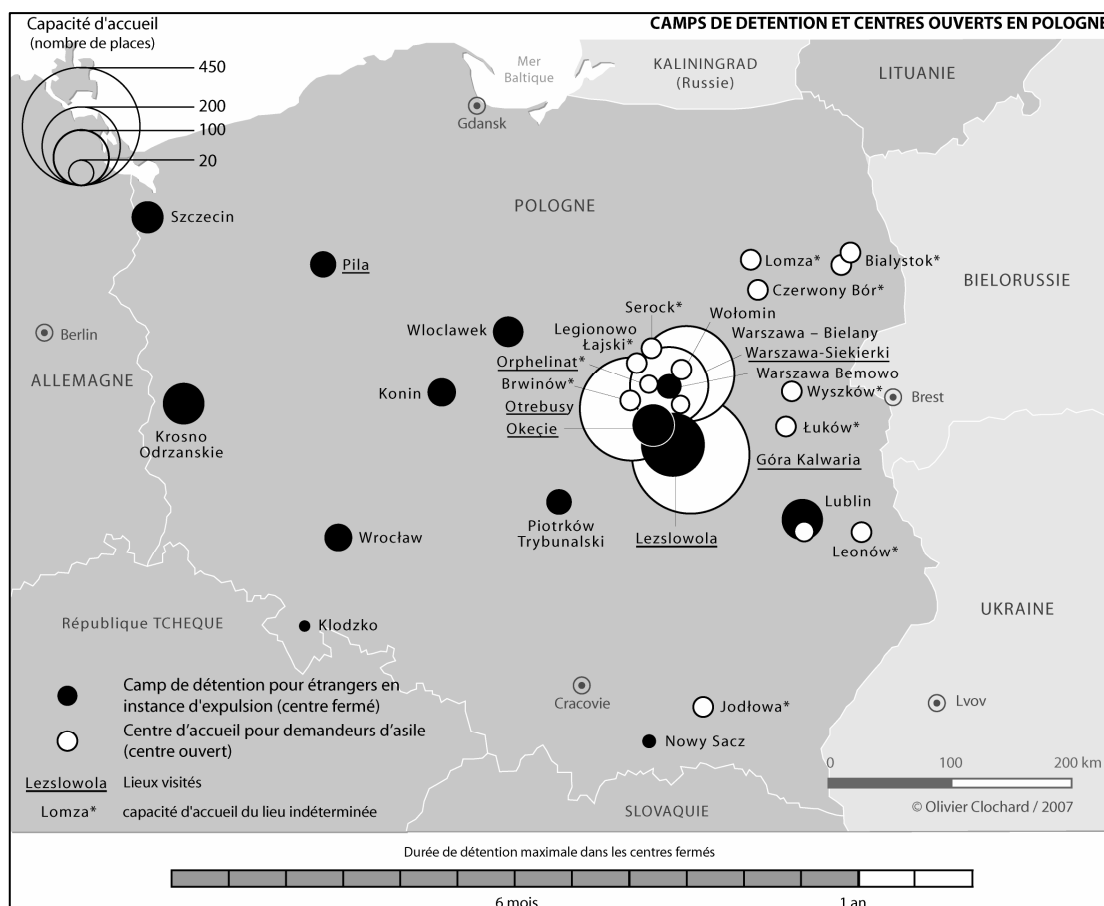 CAMPS DE DETENTION ET CENTRES OUVERTS EN POLOGNE
Capacité d'accueil
(nombre de places)
450
200
100
20
Mer
Baltique
KALININGRAD
(Russie)
LITUANIE
Gdansk
Szczecin
POLOGNE
Pila
Lomza*
Bialystok*
BIELORUSSIE
Czerwony Bór*
Berlin
Wloclawek
Serock*
Wołomin
Legionowo
Łajski*
Warszawa – Bielany
Orphelinat*
Warszawa-Siekierki
ALLEMAGNE
Brwinów*
Warszawa Bemowo
Konin
Otrebusy
Wyszków*
Brest
Okęçie
Łuków*
Krosno
Odrzanskie
Góra Kalwaria
Lublin
Piotrków
Trybunalski
Lezslowola
Wrocław
Leonów*
République TCHEQUE
Klodzko
UKRAINE
Camp de détention pour étrangers en
instance d'expulsion (centre fermé)
Centre d’accueil pour demandeurs d’asile
(centre ouvert)
Lezslowola
Lieux visités
Lomza*
capacité d'accueil du lieu indéterminée
Cracovie
Jodłowa*
Lvov
Nowy Sacz
0
100
200 km
SLOVAQUIE
© Olivier Clochard / 2007
Durée de détention maximale dans les centres fermés
6 mois
1 an